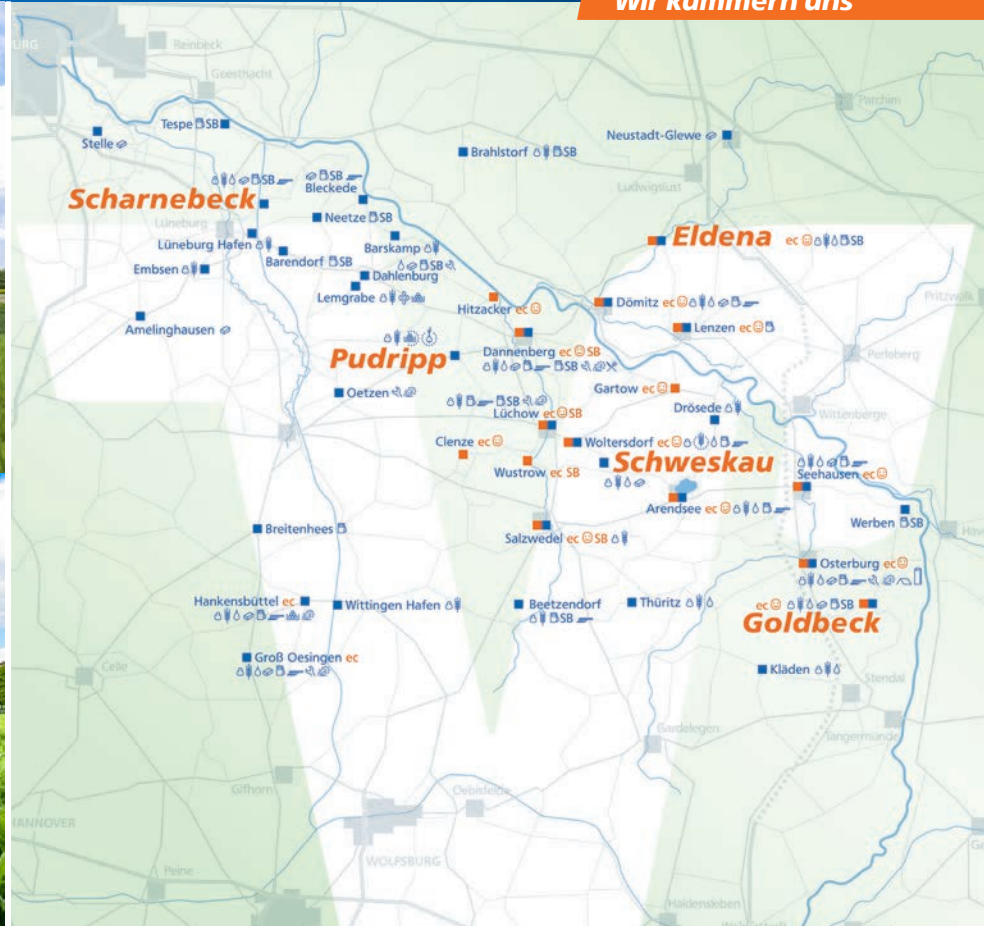 Wir kümmern uns
Reinbeck
Geesthacht
Parchim
Tespe SB
Stelle
Neustadt-Glewe
Brahlstorf SB
Ludwigslust
SB
SB
Bleckede
Scharnebeck
Neetze SB
Lüneburg
Eldena ec SB
Lüneburg Hafen
Barskamp
Barendorf SB
SB
Embsen
Dahlenburg
Lemgrabe
Pritzwalk
Hitzacker ec
Dömitz ec
Amelinghausen
Lenzen ec
Pudripp
Dannenberg ec SB
SB
Perleberg
Gartow ec
Oetzen
SB
Wittenberge
Drösede
Lüchow ec SB
Clenze ec
Woltersdorf ec
Wustrow ec SB
Schweskau
Seehausen ec
Arendsee ec
Werben SB
Breitenhees
Salzwedel ec SB
Osterburg ec
Hankensbüttel ec
Wittingen Hafen
Beetzendorf
SB
Thüritz
ec SB
Goldbeck
Celle
Groß Oesingen ec
Kläden
Stendal
Gardelegen
Tangermünde
Gifhorn
Oebisfelde
WOLFSBURG
Peine
Haldensleben